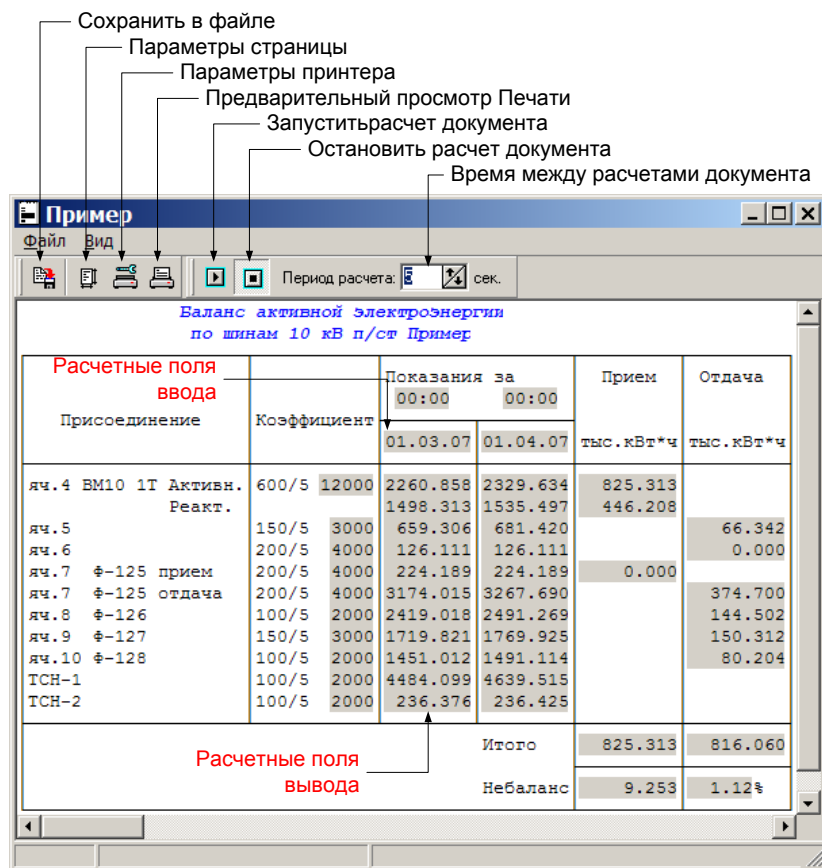 Сохранить в файле
Параметры страницы
Параметры принтера
Предварительный просмотр Печати
Запуститьрасчет документа
Остановить расчет документа
Время между расчетами документа
Пример
Файл Вид
Период расчета: 5 сек.
Баланс активной электроэнергии
по шинам 10 кВ п/ст Пример
Расчетные поля
ввода
Присоединение Коэффициент Показания за Прием Отдача
00:00 00:00
01.03.07 01.04.07 тыс.кВт*ч тыс.кВт*ч
яч.4 ВМ10 1Т Активн. 600/5 12000 2260.858 2329.634 825.313
Реакт. 1498.313 1535.497 446.208
яч.5 150/5 3000 659.306 681.420 66.342
яч.6 200/5 4000 126.111 126.111 0.000
яч.7 Ф-125 прием 200/5 4000 224.189 224.189 0.000
яч.7 Ф-125 отдача 200/5 4000 3174.015 3267.690 374.700
яч.8 Ф-126 100/5 2000 2419.018 2491.269 144.502
яч.9 Ф-127 150/5 3000 1719.821 1769.925 150.312
яч.10 Ф-128 100/5 2000 1451.012 1491.114 80.204
ТСН-1 100/5 2000 4484.099 4639.515
ТСН-2 100/5 2000 236.376 236.425
Расчетные поля
вывода
Итого 825.313 816.060
Небаланс 9.253 1.12%